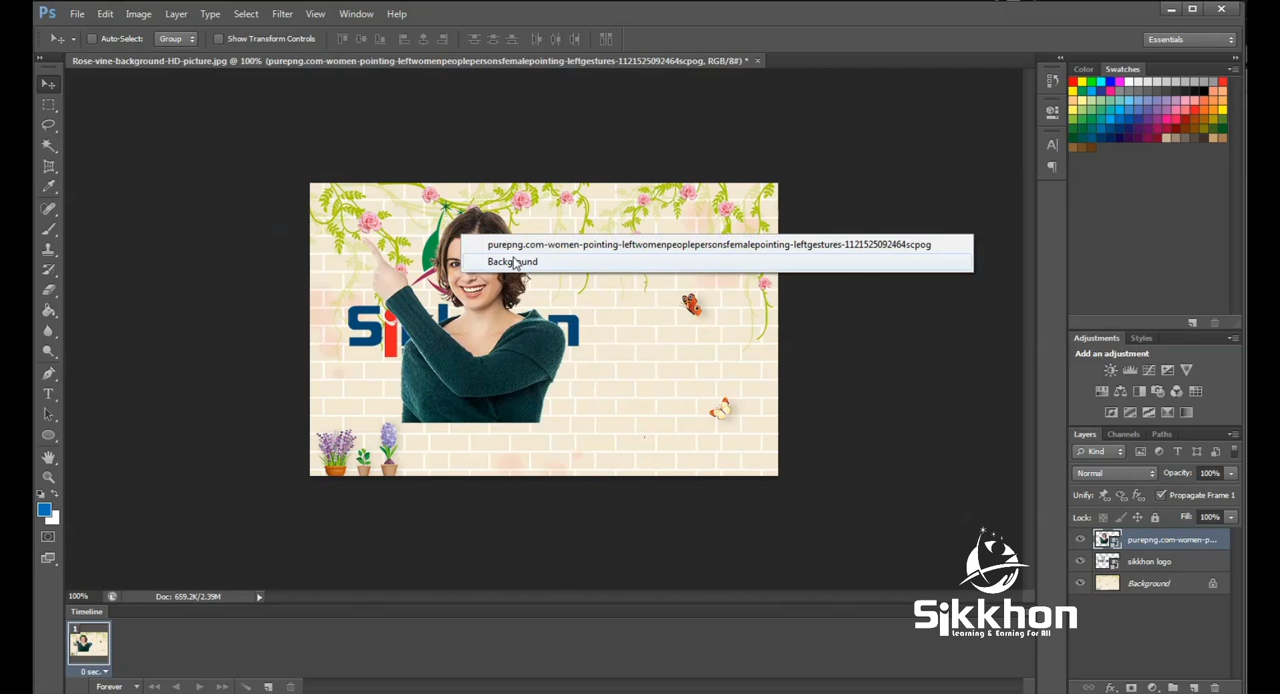 Ps File Edit Image Layer Type Select Filter View Window Help
Auto-Select: Group Show Transform Controls Essentials
Rose-vine-background-HD-picture.jpg @ 100% (purepng.com-women-pointing-leftwomenpeoplepersonsfemalepointing-leftgestures-1121525092464scpog, RGB/8#) *
Color Swatches
purepng.com-women-pointing-leftwomenpeoplepersonsfemalepointing-leftgestures-1121525092464scpog
Background
Adjustments Styles
Add an adjustment
Layers Channels Paths
Kind
Normal Opacity: 100%
Unify: Propagate Frame 1
Lock: Fill: 100%
purepng.com-women-p...
sikkhon logo
Background
100% Doc: 659.2K/2.39M
Timeline
1
0 sec.
Forever
Sikkhon
Learning & Earning For All